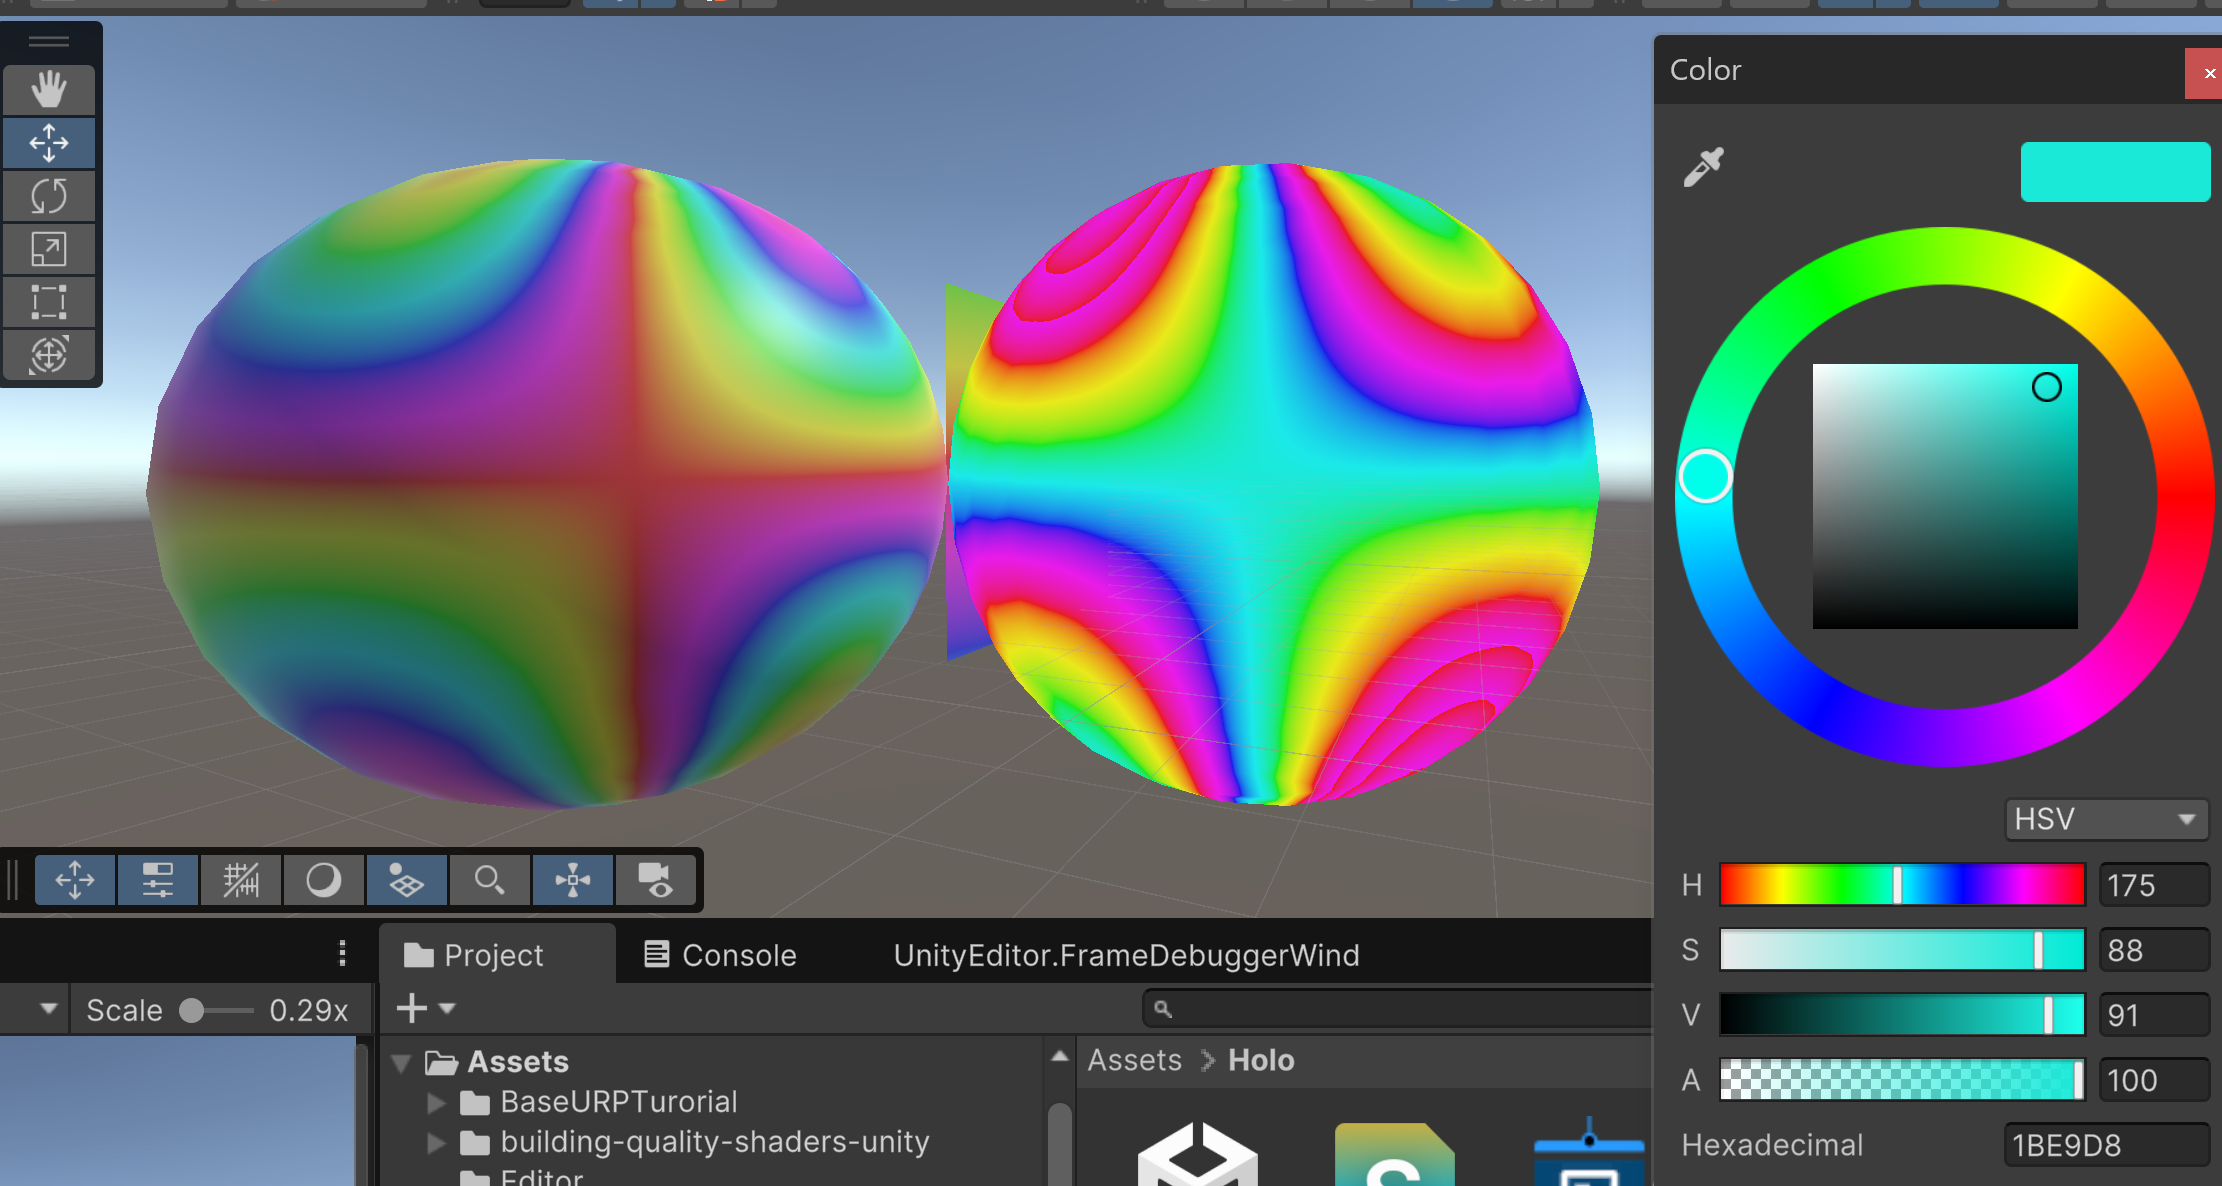 Color
x
HSV
H 175
S 88
V 91
A 100
Hexadecimal 1BE9D8
Project
Console
UnityEditor.FrameDebuggerWind
Scale 0.29x
Assets
BaseURPTurorial
building-quality-shaders-unity
Editor
Assets > Holo